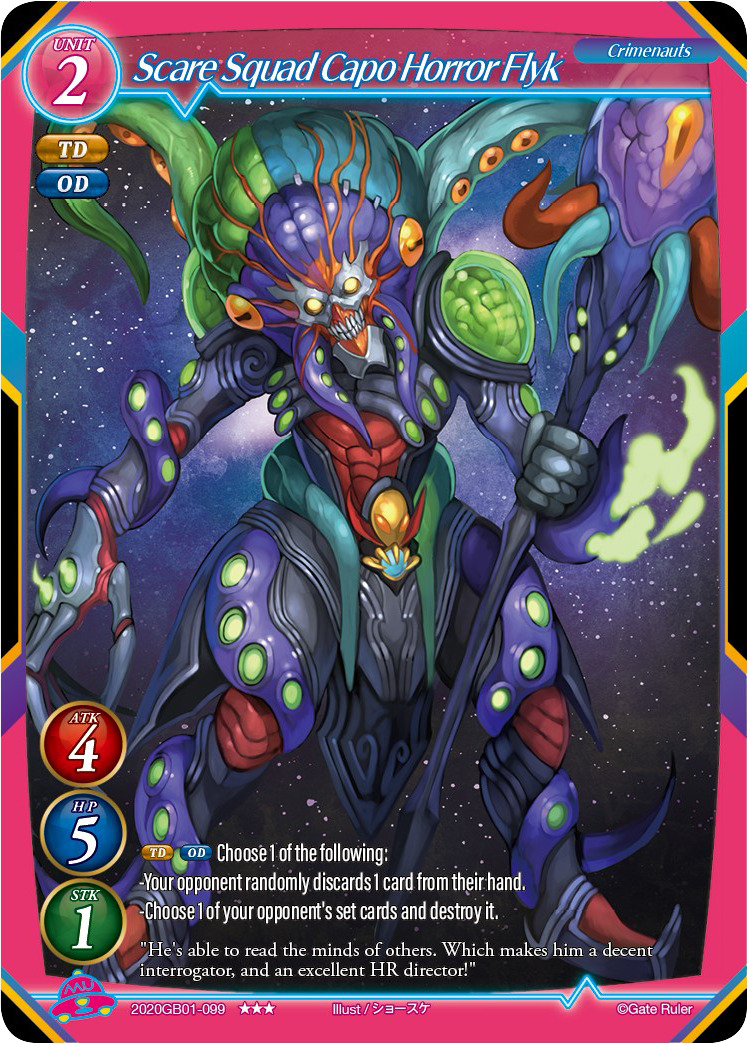 UNIT
2
Scare Squad Capo Horror Flyk
Crimenauts
TD
OD
ATK
4
HP
5
STK
1
TD OD Choose 1 of the following:
-Your opponent randomly discards 1 card from their hand.
-Choose 1 of your opponent's set cards and destroy it.
"He's able to read the minds of others. Which makes him a decent
interrogator, and an excellent HR director!"
MU
2020GB01-099 ★★★ Illust / ショースケ ©Gate Ruler